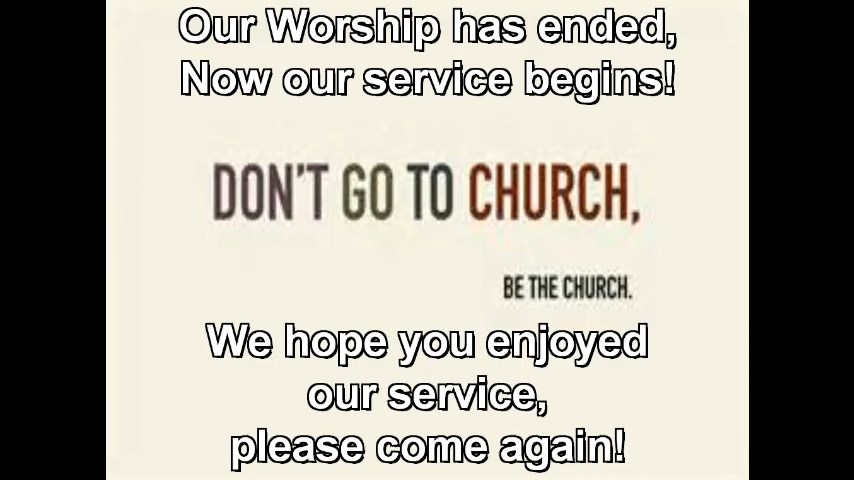 Our Worship has ended,
Now our service begins!
DON'T GO TO CHURCH,
BE THE CHURCH.
We hope you enjoyed
our service,
please come again!